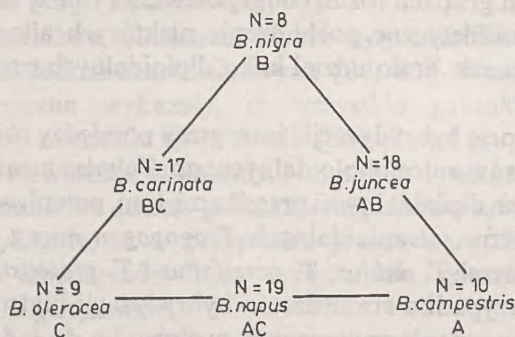 N=8
B.nigra
B
N=17
B.carinata
BC
N=18
B.juncea
AB
N=9
B.oleracea
C
N=19
B.napus
AC
N=10
B.campestris
A